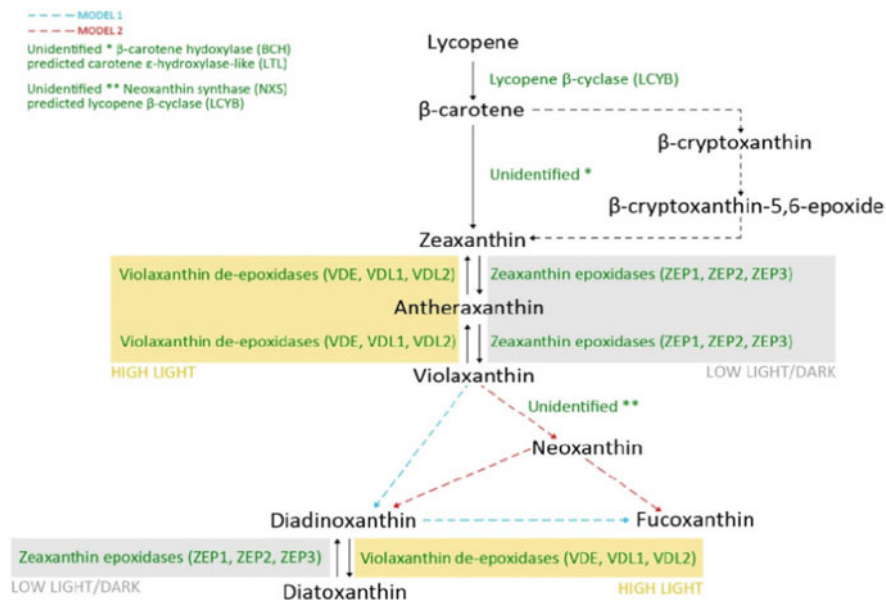 MODEL 1
MODEL 2
Unidentified * β-carotene hydoxylase (BCH)
predicted carotene ε-hydroxylase-like (LTL)
Unidentified ** Neoxanthin synthase (NXS)
predicted lycopene β-cyclase (LCYB)
Lycopene
Lycopene β-cyclase (LCYB)
β-carotene
β-cryptoxanthin
Unidentified *
β-cryptoxanthin-5,6-epoxide
Zeaxanthin
Violaxanthin de-epoxidases (VDE, VDL1, VDL2)
Zeaxanthin epoxidases (ZEP1, ZEP2, ZEP3)
Antheraxanthin
Violaxanthin de-epoxidases (VDE, VDL1, VDL2)
Zeaxanthin epoxidases (ZEP1, ZEP2, ZEP3)
HIGH LIGHT
Violaxanthin
LOW LIGHT/DARK
Unidentified **
Neoxanthin
Diadinoxanthin
Fucoxanthin
Zeaxanthin epoxidases (ZEP1, ZEP2, ZEP3)
Violaxanthin de-epoxidases (VDE, VDL1, VDL2)
LOW LIGHT/DARK
Diatoxanthin
HIGH LIGHT